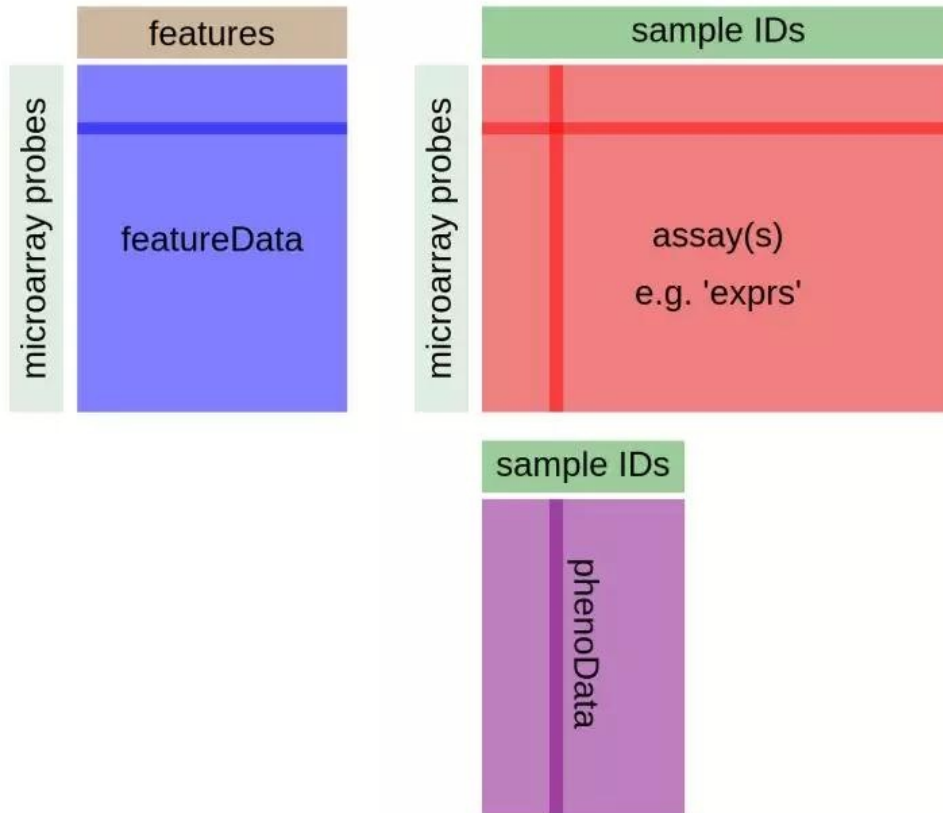 features
sample IDs
microarray probes
featureData
microarray probes
assay(s)
e.g. 'exprs'
sample IDs
phenoData